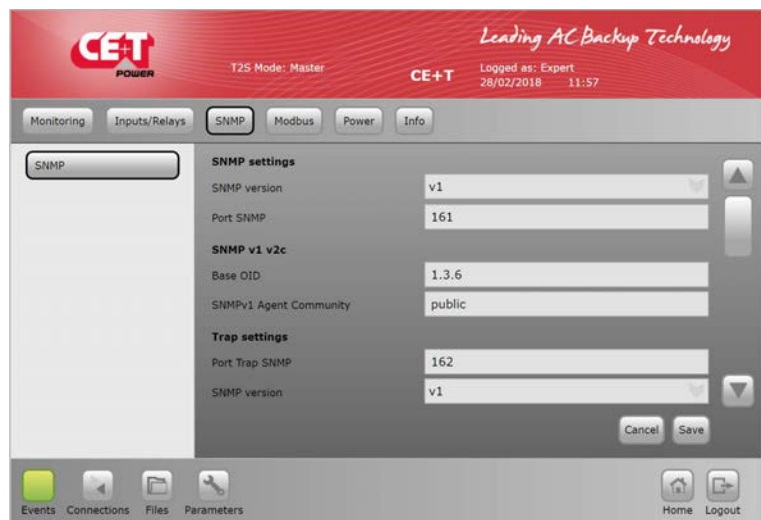 CE+T
POWER
Leading AC Backup Technology
T2S Mode: Master
CE+T
Logged as: Expert
28/02/2018 11:57
Monitoring Inputs/Relays SNMP Modbus Power Info
SNMP
SNMP settings
SNMP version v1
Port SNMP 161
SNMP v1 v2c
Base OID 1.3.6
SNMPv1 Agent Community public
Trap settings
Port Trap SNMP 162
SNMP version v1
Cancel Save
Events Connections Files Parameters Home Logout